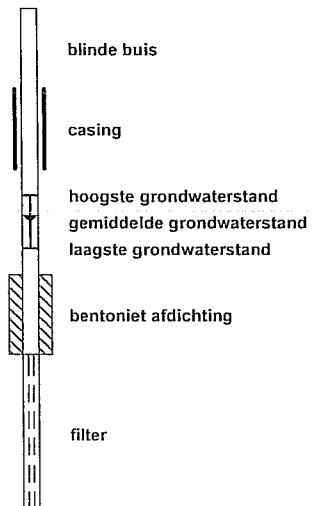 blinde buis
casing
hoogste grondwaterstand
gemiddelde grondwaterstand
laagste grondwaterstand
bentoniet afdichting
filter